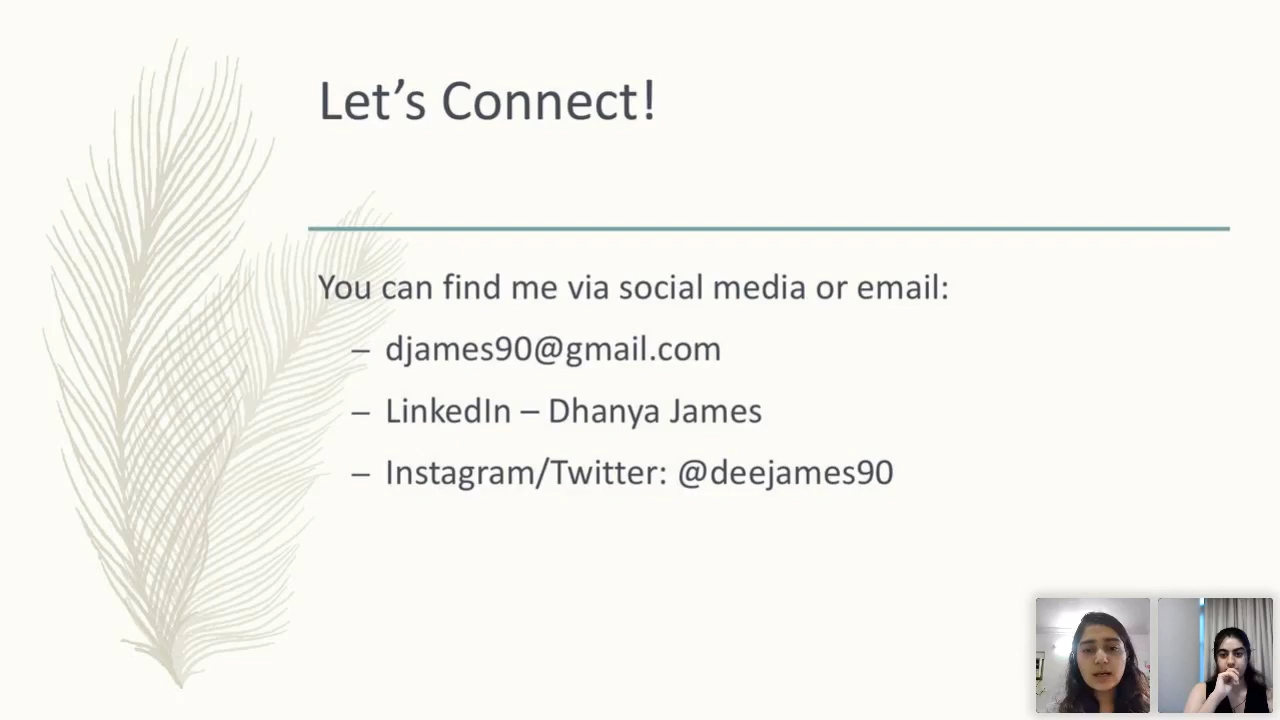 Let’s Connect!
You can find me via social media or email:
– djames90@gmail.com
– LinkedIn – Dhanya James
– Instagram/Twitter: @deejames90